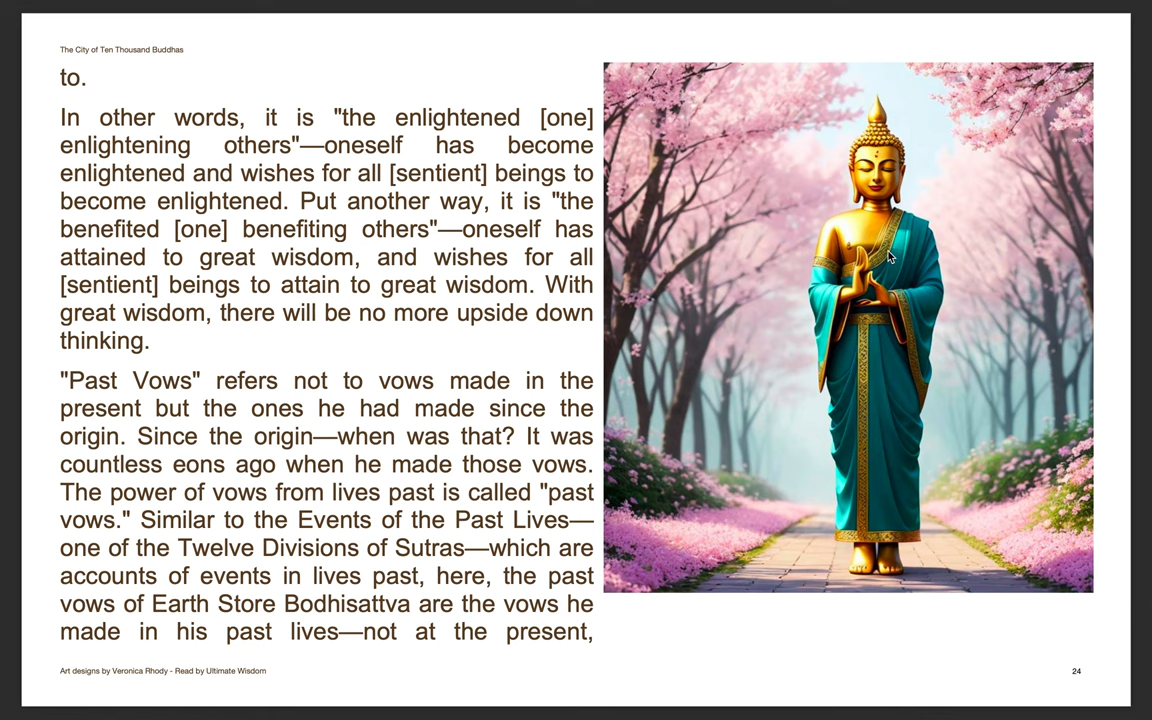 The City of Ten Thousand Buddhas
to.
In other words, it is "the enlightened [one]
enlightening others"—oneself has become
enlightened and wishes for all [sentient] beings to
become enlightened. Put another way, it is "the
benefited [one] benefiting others"—oneself has
attained to great wisdom, and wishes for all
[sentient] beings to attain to great wisdom. With
great wisdom, there will be no more upside down
thinking.
"Past Vows" refers not to vows made in the
present but the ones he had made since the
origin. Since the origin—when was that? It was
countless eons ago when he made those vows.
The power of vows from lives past is called "past
vows." Similar to the Events of the Past Lives—
one of the Twelve Divisions of Sutras—which are
accounts of events in lives past, here, the past
vows of Earth Store Bodhisattva are the vows he
made in his past lives—not at the present,
Art designs by Veronica Rhody - Read by Ultimate Wisdom
24